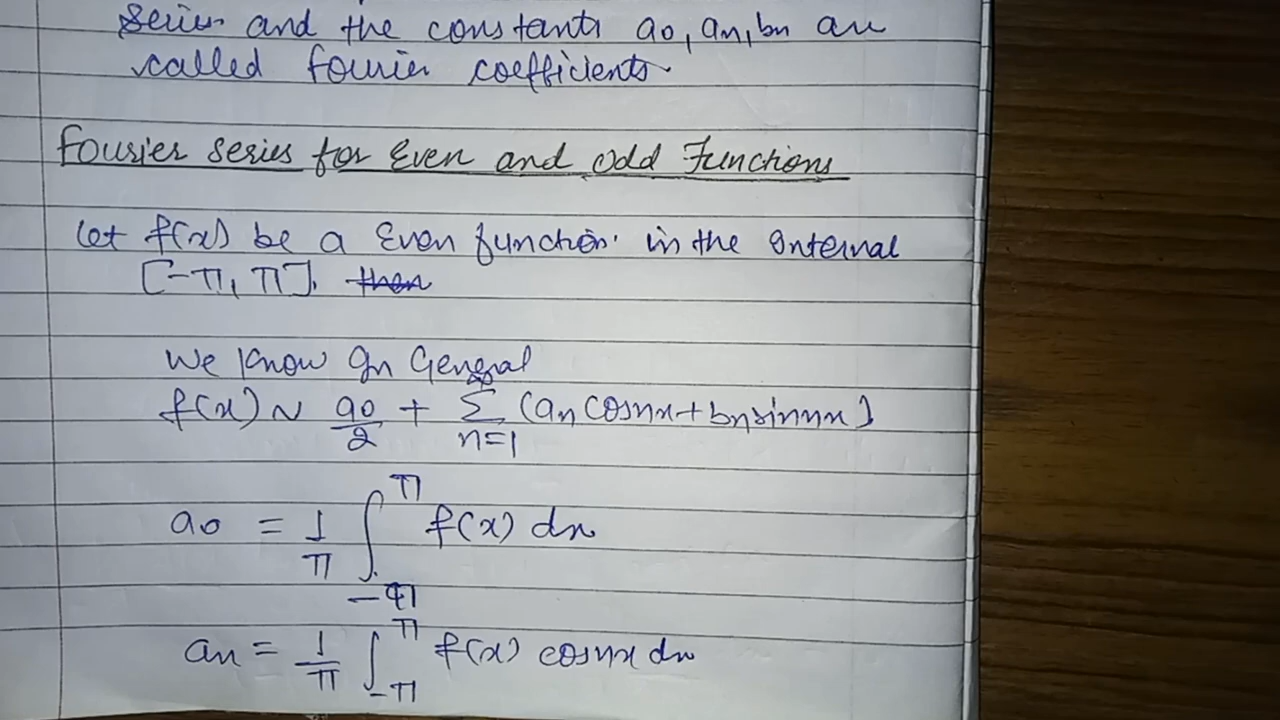 series and the constants a0, an, bn are
called fourier coefficients.
Fourier series for Even and odd Functions
let f(x) be a Even function. in the Interval
[-π, π]. then
We know In General
f(x) ~ a0/2 + ∞ Σ n=1 (an cosnx + bn sinnx)
a0 = 1/π ∫ π -π f(x) dx
an = 1/π ∫ π -π f(x) cosnx dx